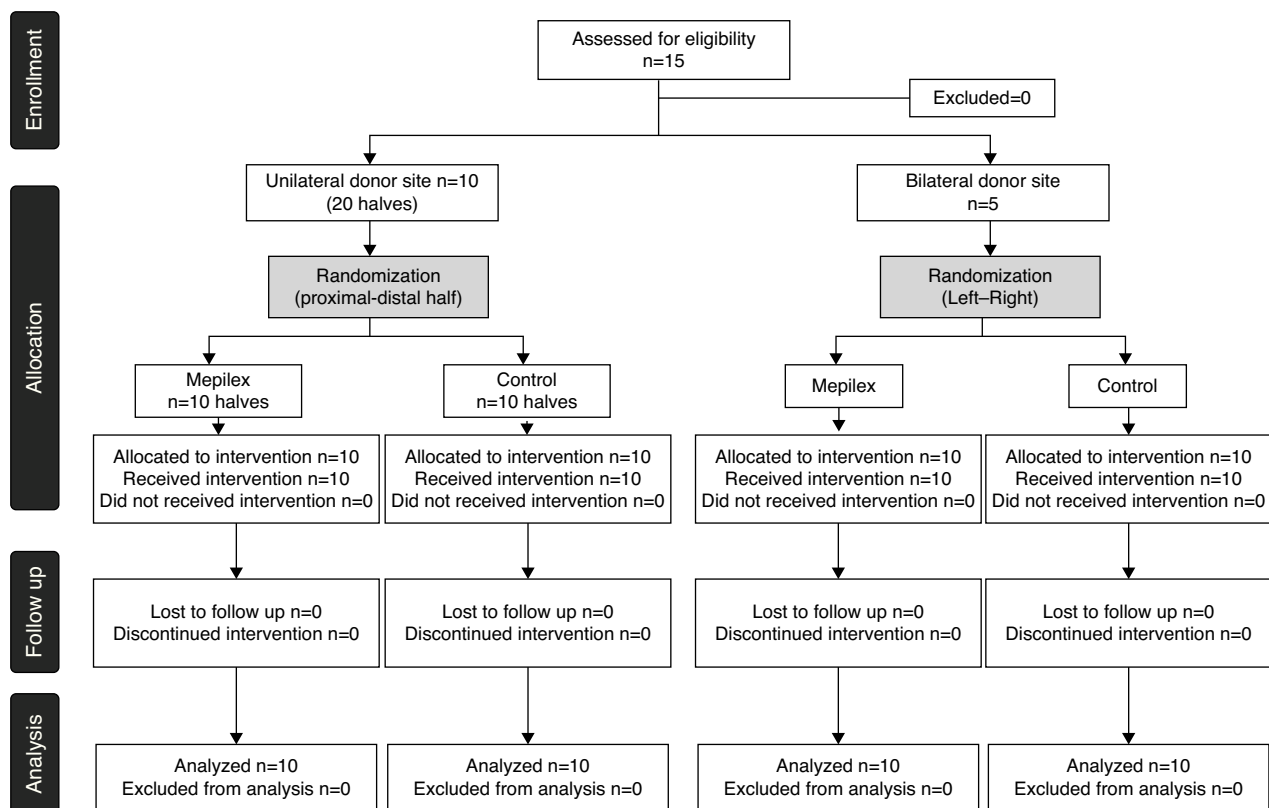 Enrollment
Assessed for eligibility
n=15
Excluded=0
Allocation
Unilateral donor site n=10
(20 halves)
Bilateral donor site
n=5
Randomization
(proximal-distal half)
Randomization
(Left–Right)
Mepilex
n=10 halves
Control
n=10 halves
Mepilex
Control
Allocated to intervention n=10
Received intervention n=10
Did not received intervention n=0
Allocated to intervention n=10
Received intervention n=10
Did not received intervention n=0
Allocated to intervention n=10
Received intervention n=10
Did not received intervention n=0
Allocated to intervention n=10
Received intervention n=10
Did not received intervention n=0
Follow up
Lost to follow up n=0
Discontinued intervention n=0
Lost to follow up n=0
Discontinued intervention n=0
Lost to follow up n=0
Discontinued intervention n=0
Lost to follow up n=0
Discontinued intervention n=0
Analysis
Analyzed n=10
Excluded from analysis n=0
Analyzed n=10
Excluded from analysis n=0
Analyzed n=10
Excluded from analysis n=0
Analyzed n=10
Excluded from analysis n=0